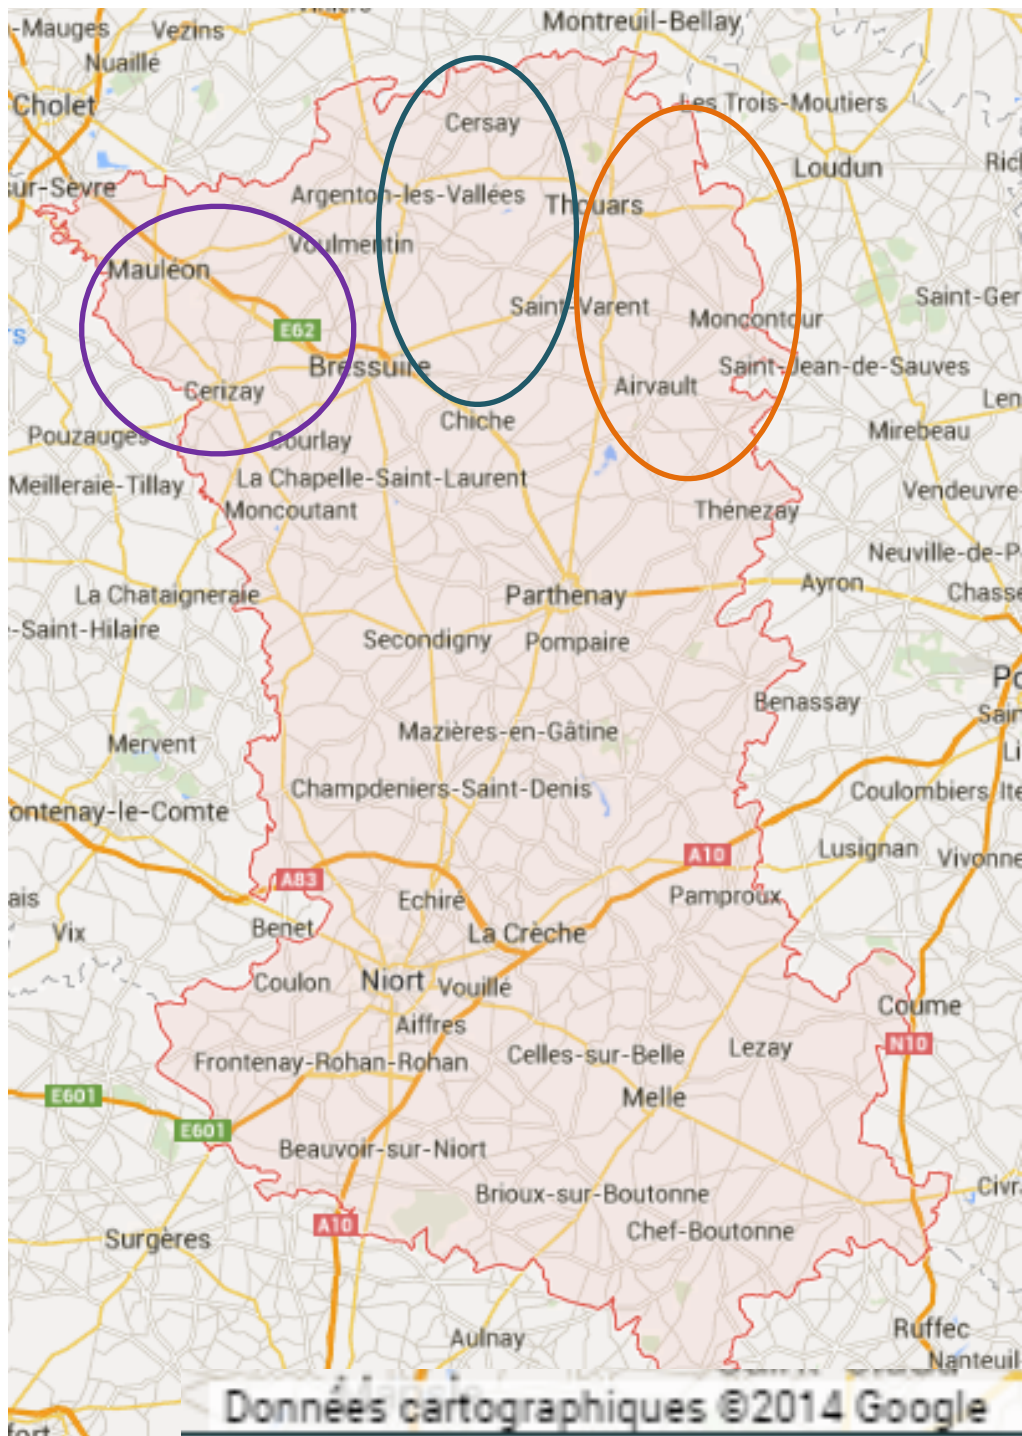 Montreuil-Bellay
-Mauges
Vezins
Nuaillé
Cholet
Les Trois-Moutiers
Cersay
Loudun
sur-Sèvre
Argenton-les-Vallées
Thouars
Voulmentin
Mauléon
Saint-Varent
Saint-Ger
Moncontour
E62
Bressuire
Saint-Jean-de-Sauves
Cerizay
Airvault
Chiche
Mirebeau
Pouzauges
Courlay
Meilleraie-Tillay
La Chapelle-Saint-Laurent
Vendeuvre-
Moncoutant
Thénezay
Neuville-de-P
Ayron
La Chataigneraie
Parthenay
Chasse
-Saint-Hilaire
Secondigny
Pompaire
Benassay
Mazières-en-Gâtine
Mervent
Champdeniers-Saint-Denis
Coulombiers
ontenay-le-Comte
A10
Lusignan
Vivonne
A83
Echiré
Pamproux
Vix
Benet
La Crèche
Coulon
Niort
Vouillé
Coume
Aiffres
N10
Frontenay-Rohan-Rohan
Celles-sur-Belle
Lezay
E601
Melle
E601
Beauvoir-sur-Niort
Brioux-sur-Boutonne
Civr
A10
Surgères
Chef-Boutonne
Aulnay
Ruffec
Nanteuil
Données cartographiques ©2014 Google